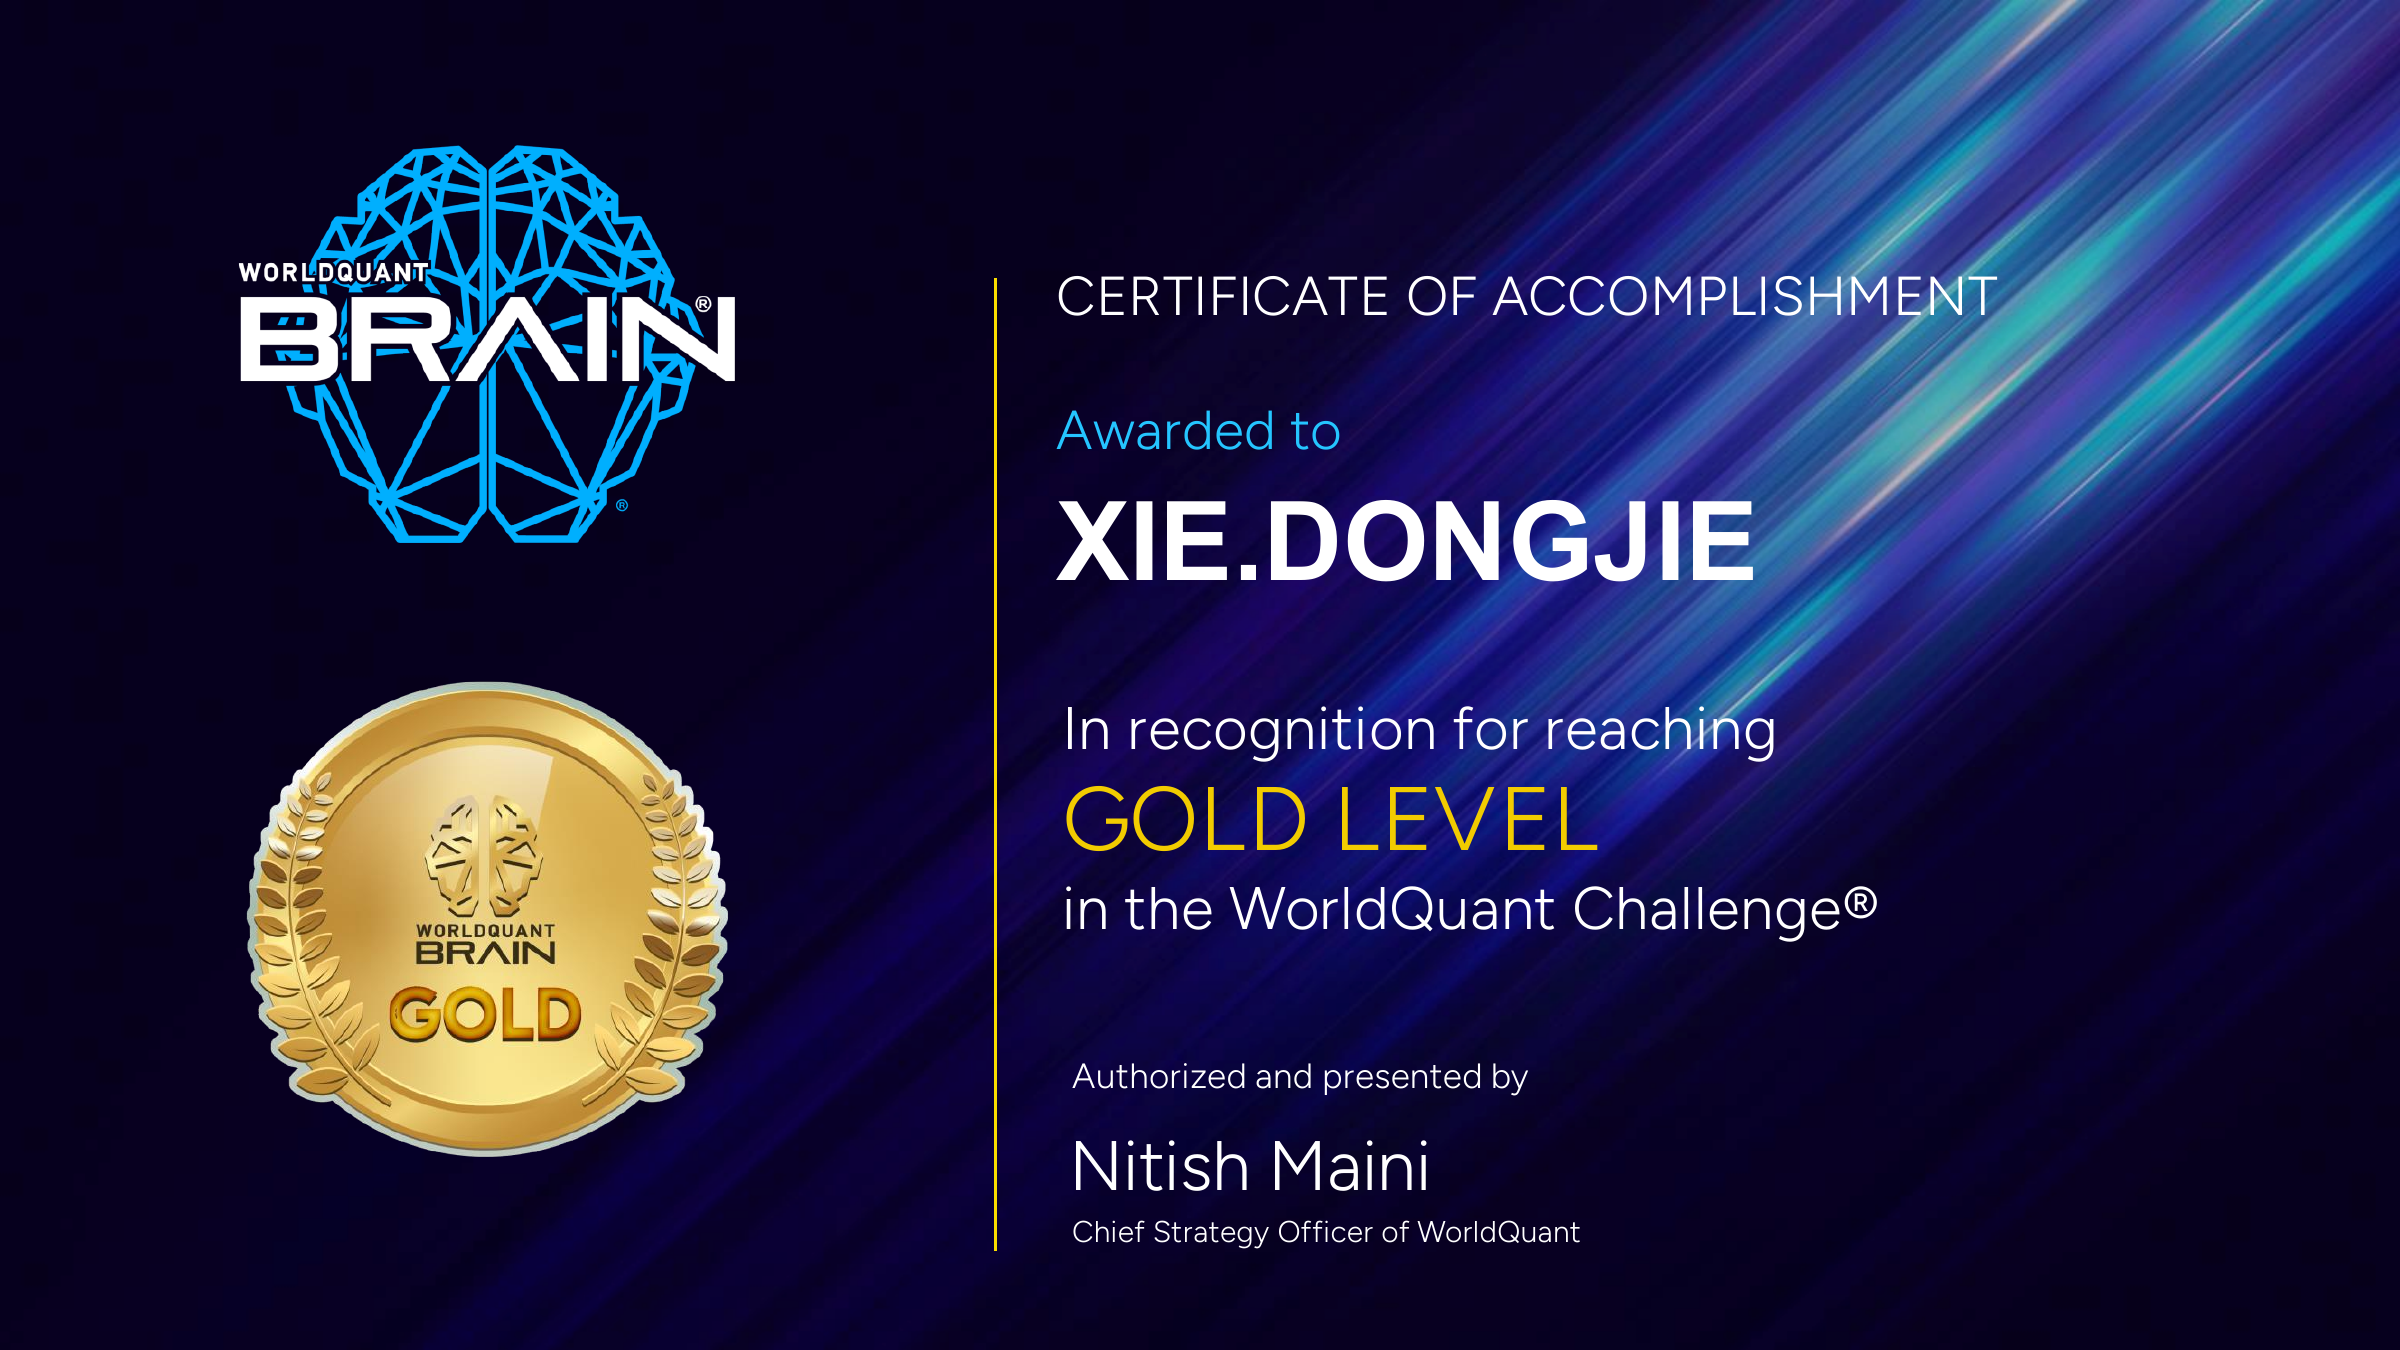 WORLDQUANT
BRAIN®
®
WORLDQUANT
BRAIN
GOLD
CERTIFICATE OF ACCOMPLISHMENT
Awarded to
XIE.DONGJIE
In recognition for reaching
GOLD LEVEL
in the WorldQuant Challenge®
Authorized and presented by
Nitish Maini
Chief Strategy Officer of WorldQuant